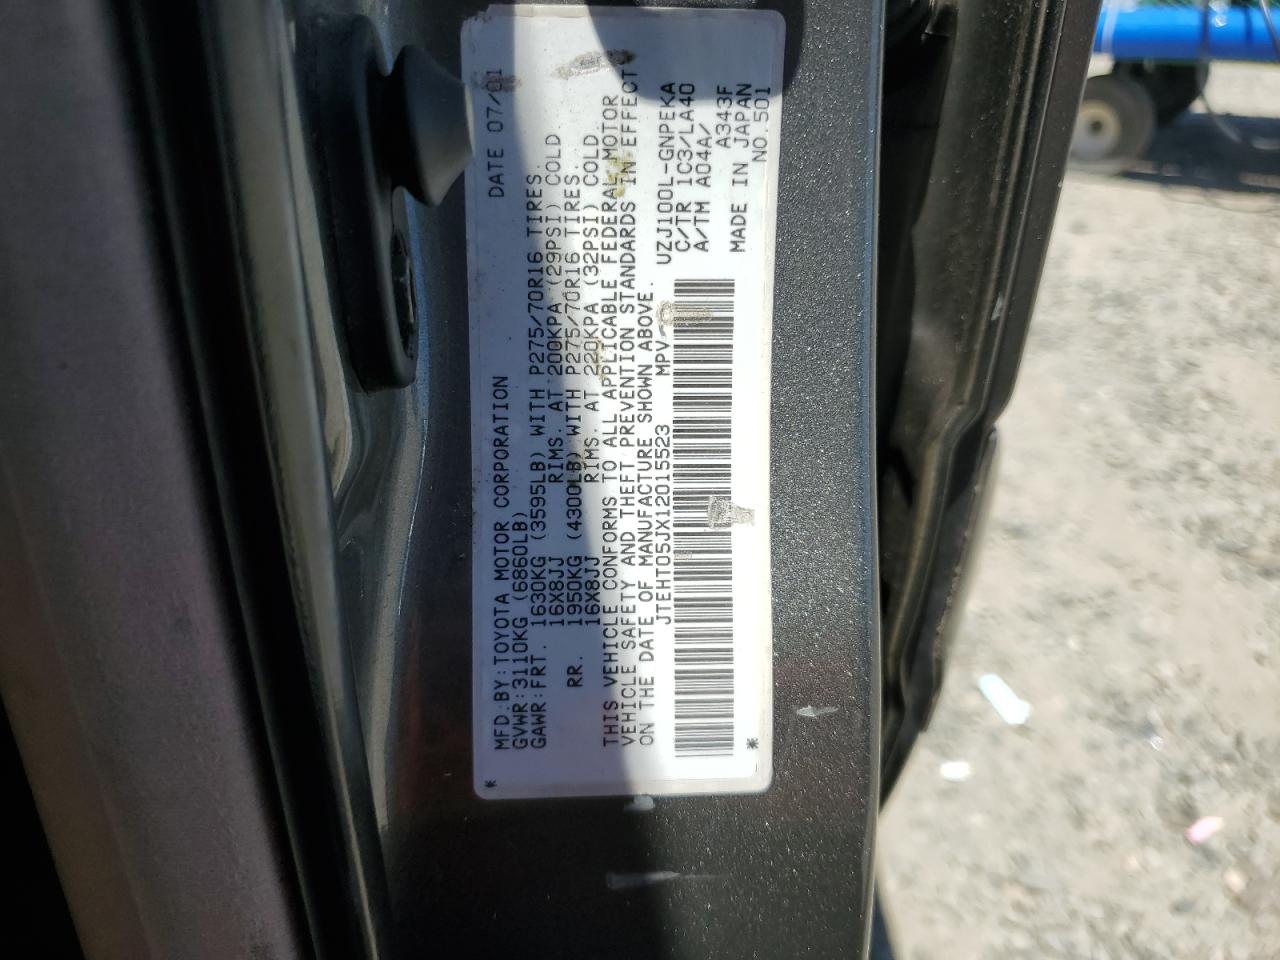 MFD.BY:TOYOTA MOTOR CORPORATION DATE 07/01
GVWR:3110KG (6860LB)
GAWR:FRT. 1630KG (3595LB) WITH P275/70R16 TIRES.
16X8JJ RIMS. AT 200KPA (29PSI) COLD
RR. 1950KG (4300LB) WITH P275/70R16 TIRES.
16X8JJ RIMS. AT 220KPA (32PSI) COLD.
THIS VEHICLE CONFORMS TO ALL APPLICABLE FEDERAL MOTOR
VEHICLE SAFETY AND THEFT PREVENTION STANDARDS IN EFFECT
ON THE DATE OF MANUFACTURE SHOWN ABOVE.
JTEHT05JX12015523 MPV UZJ100L-GNPEKA
C/TR 1C3/LA40
A/TM A04A/ A343F
MADE IN JAPAN
* * NO.501